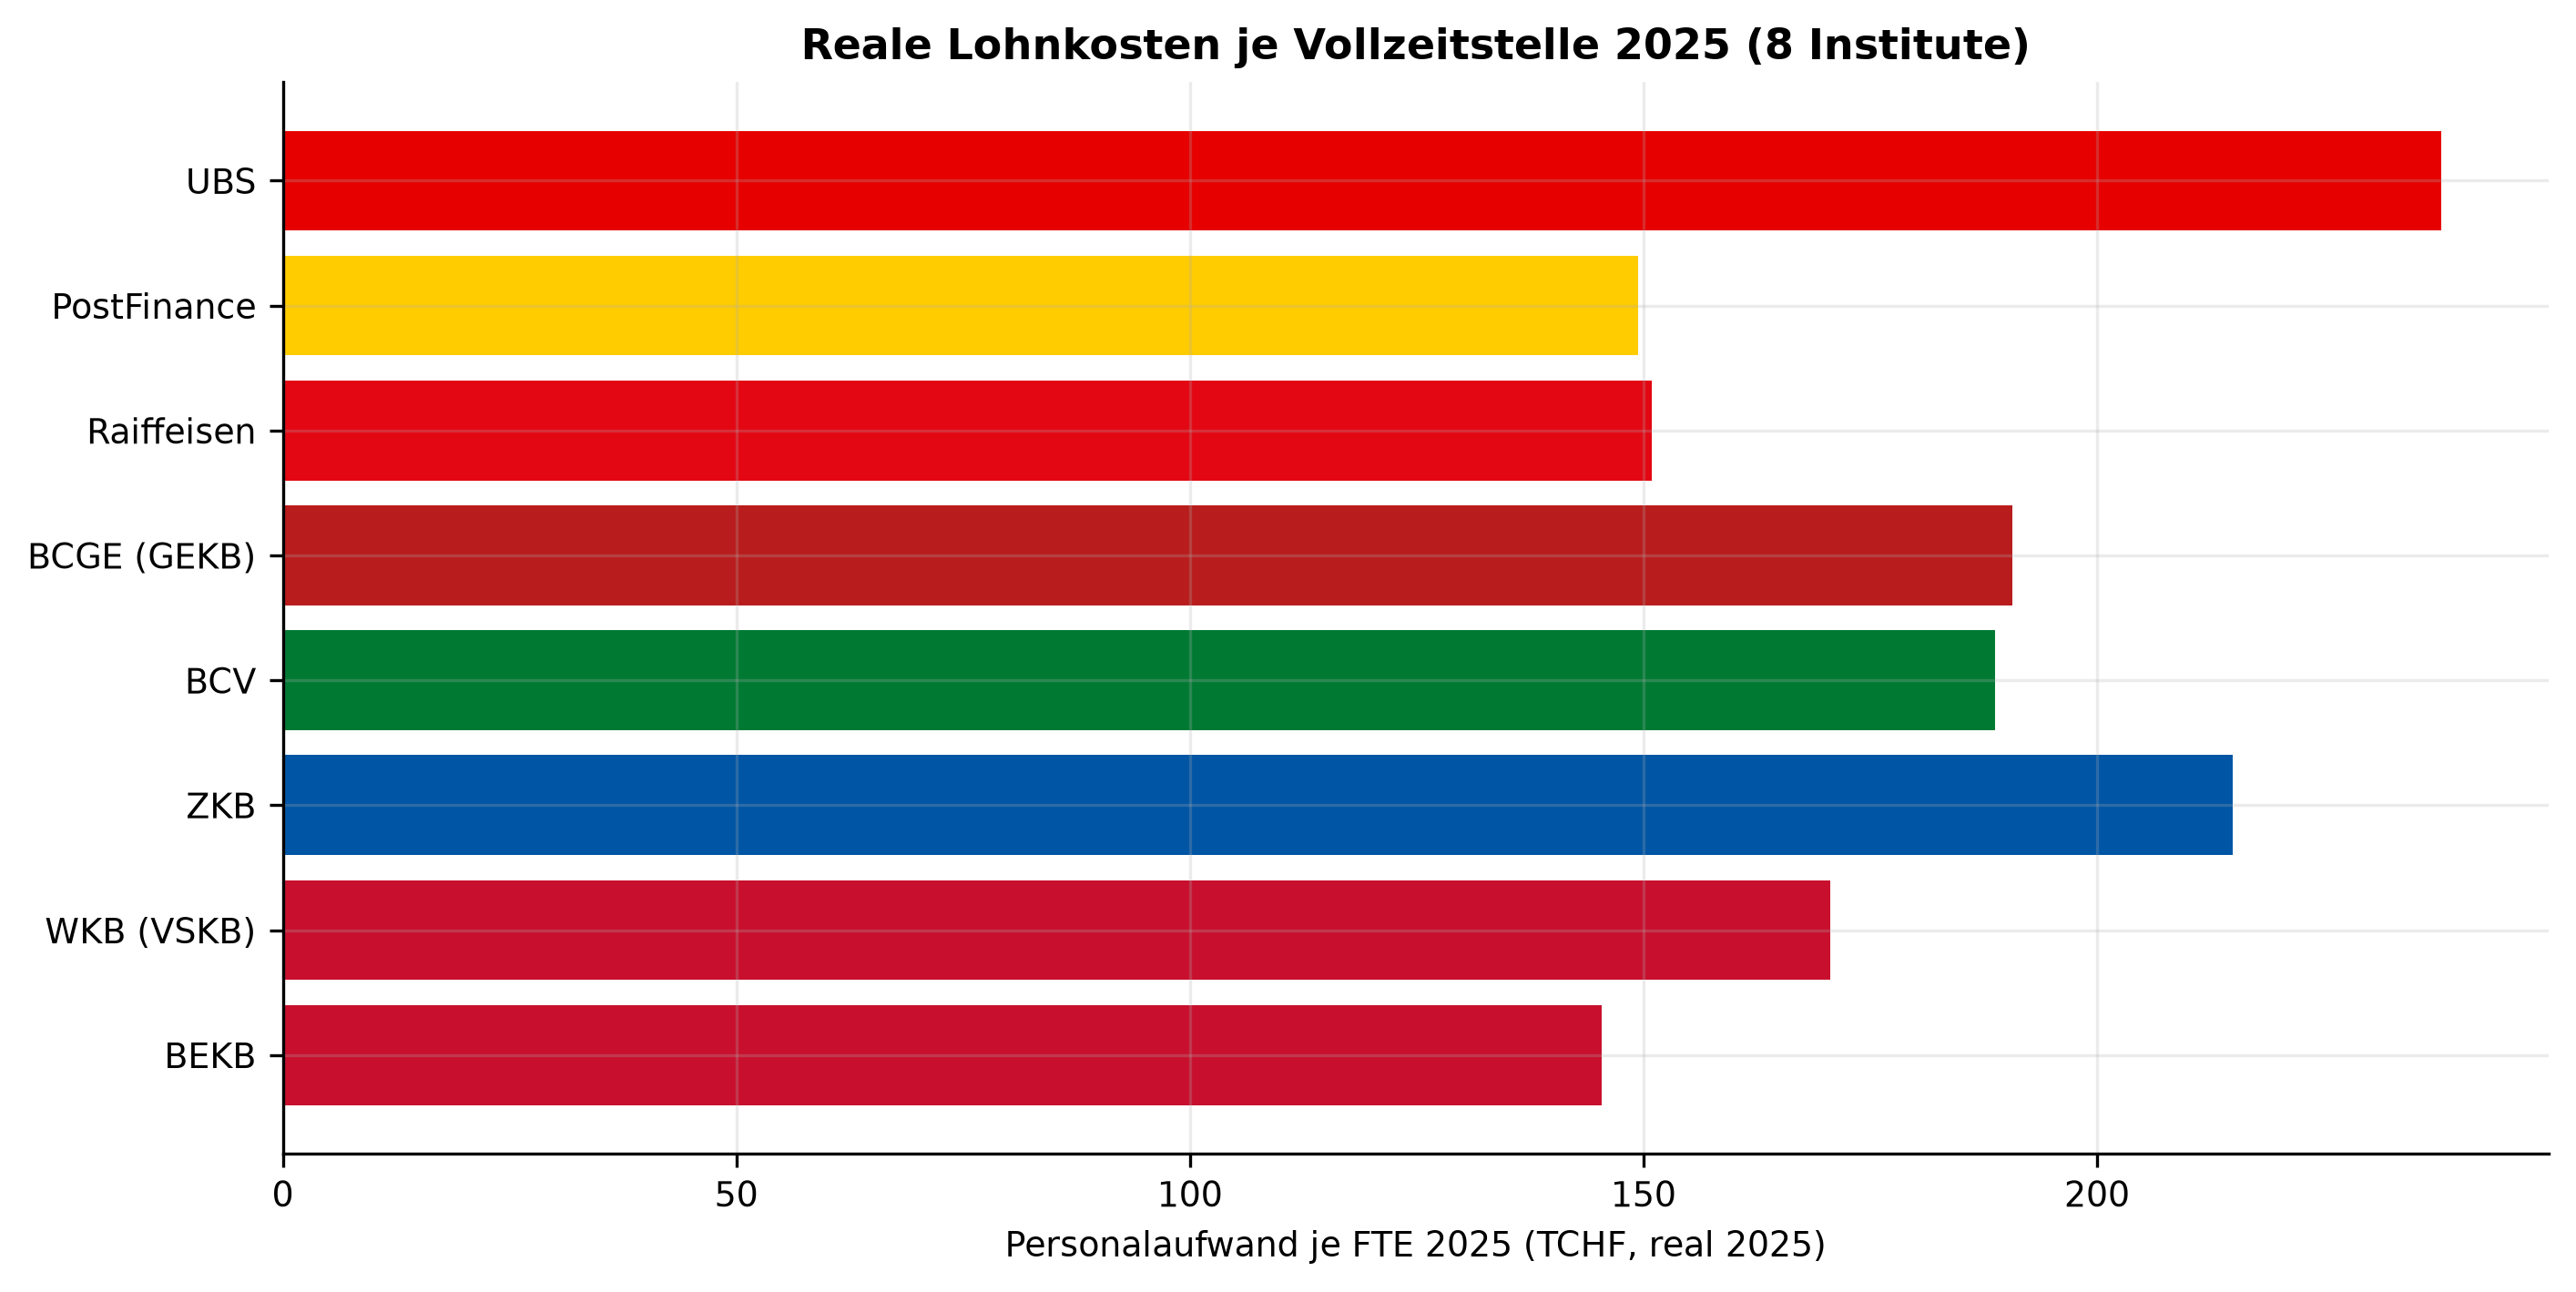 Reale Lohnkosten je Vollzeitstelle 2025 (8 Institute)
UBS
PostFinance
Raiffeisen
BCGE (GEKB)
BCV
ZKB
WKB (VSKB)
BEKB
0 50 100 150 200
Personalaufwand je FTE 2025 (TCHF, real 2025)